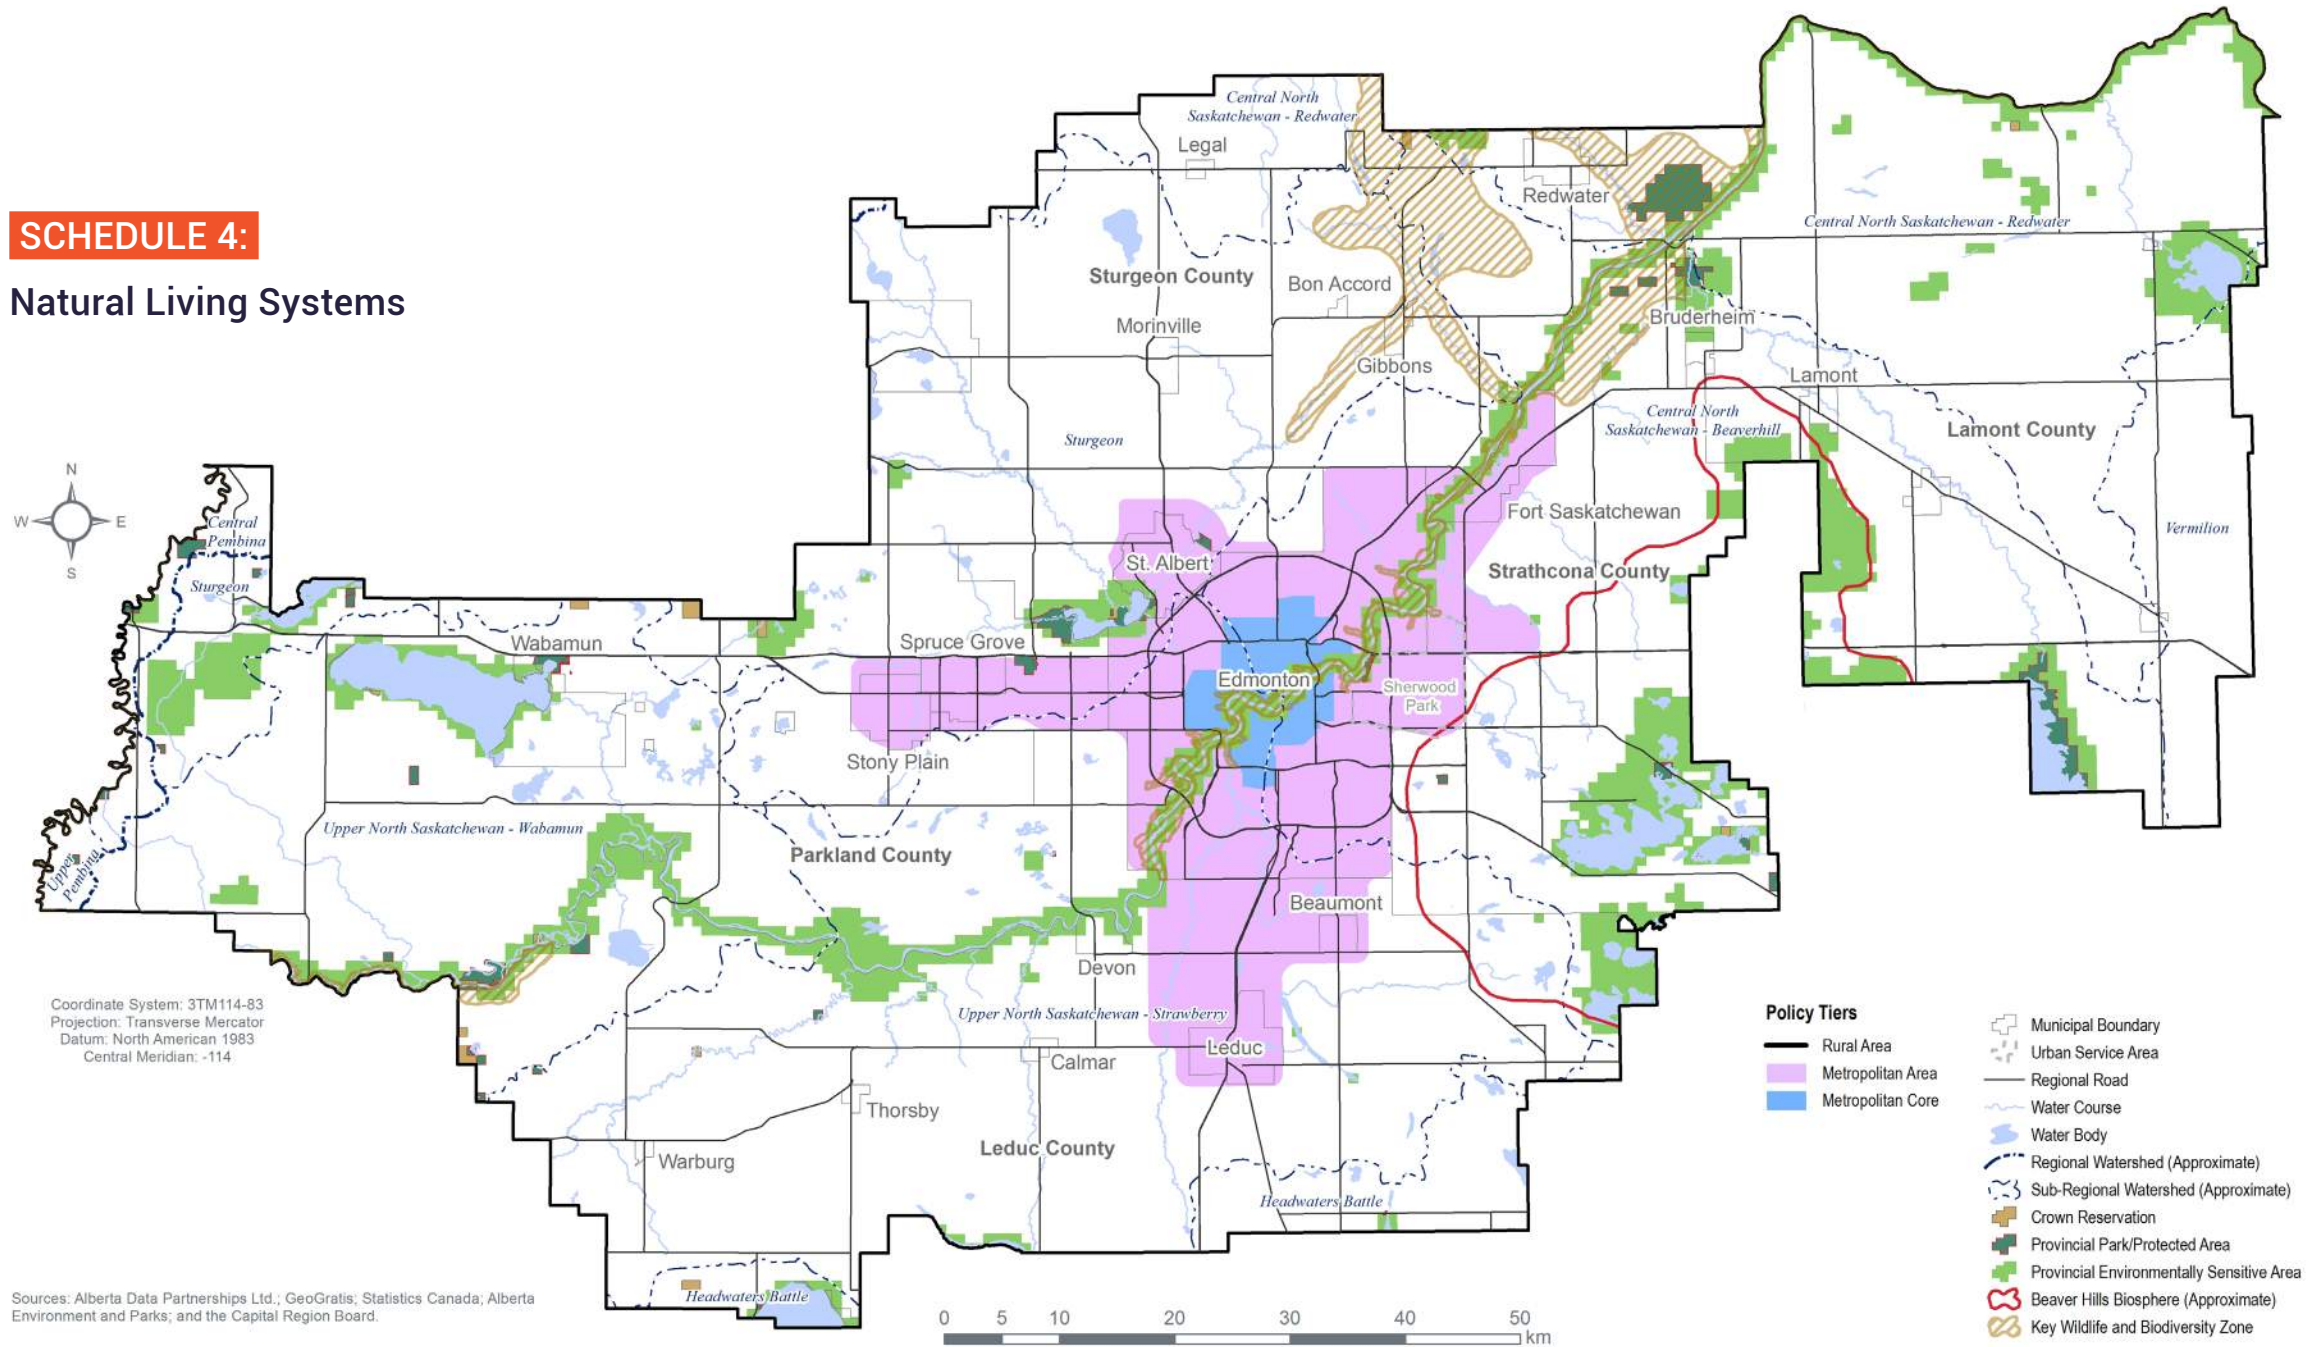 SCHEDULE 4:
Natural Living Systems
Central North
Saskatchewan - Redwater
Legal
Redwater
Central North Saskatchewan - Redwater
Sturgeon County
Bon Accord
Morinville
Bruderheim
Gibbons
Lamont
Central North
Saskatchewan - Beaverhill
Lamont County
Sturgeon
N
W
E
S
Central
Pembina
Sturgeon
Fort Saskatchewan
Vermilion
St. Albert
Strathcona County
Wabamun
Spruce Grove
Edmonton
Sherwood
Park
Stony Plain
Upper North Saskatchewan - Wabamun
Parkland County
Upper
Pembina
Beaumont
Devon
Coordinate System: 3TM114-83
Projection: Transverse Mercator
Datum: North American 1983
Central Meridian: -114
Upper North Saskatchewan - Strawberry
Leduc
Calmar
Thorsby
Leduc County
Warburg
Headwaters Battle
Headwaters Battle
Policy Tiers
Rural Area
Metropolitan Area
Metropolitan Core
Municipal Boundary
Urban Service Area
Regional Road
Water Course
Water Body
Regional Watershed (Approximate)
Sub-Regional Watershed (Approximate)
Crown Reservation
Provincial Park/Protected Area
Provincial Environmentally Sensitive Area
Beaver Hills Biosphere (Approximate)
Key Wildlife and Biodiversity Zone
Sources: Alberta Data Partnerships Ltd.; GeoGratis; Statistics Canada; Alberta
Environment and Parks; and the Capital Region Board.
0 5 10 20 30 40 50
km